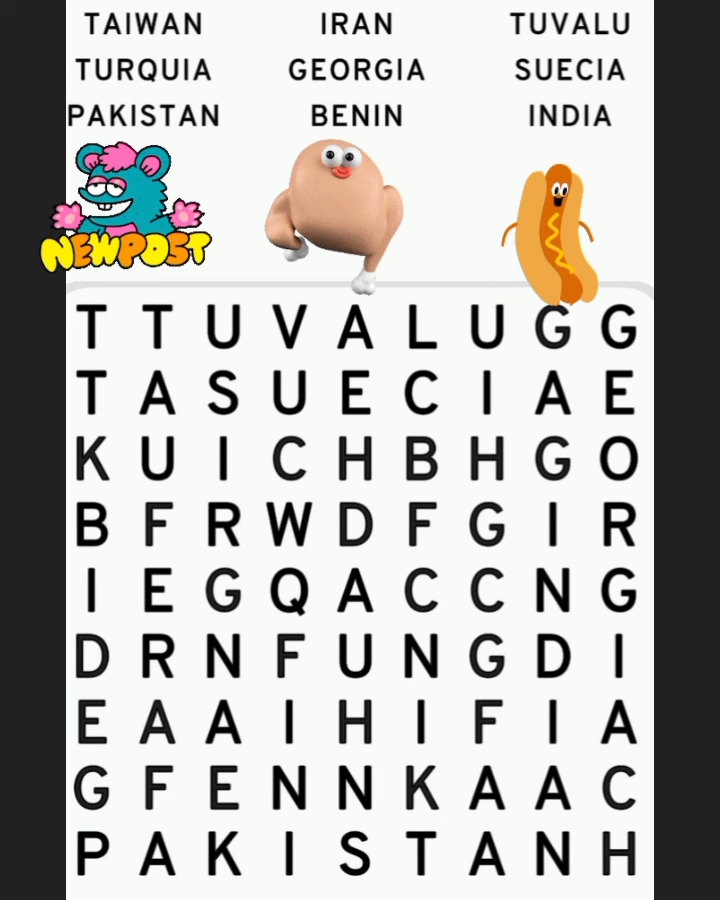 TAIWAN IRAN TUVALU
TURQUIA GEORGIA SUECIA
PAKISTAN BENIN INDIA
NEWPOST
T T U V A L U G G
T A S U E C I A E
K U I C H B H G O
B F R W D F G I R
I E G Q A C C N G
D R N F U N G D I
E A A I H I F I A
G F E N N K A A C
P A K I S T A N H